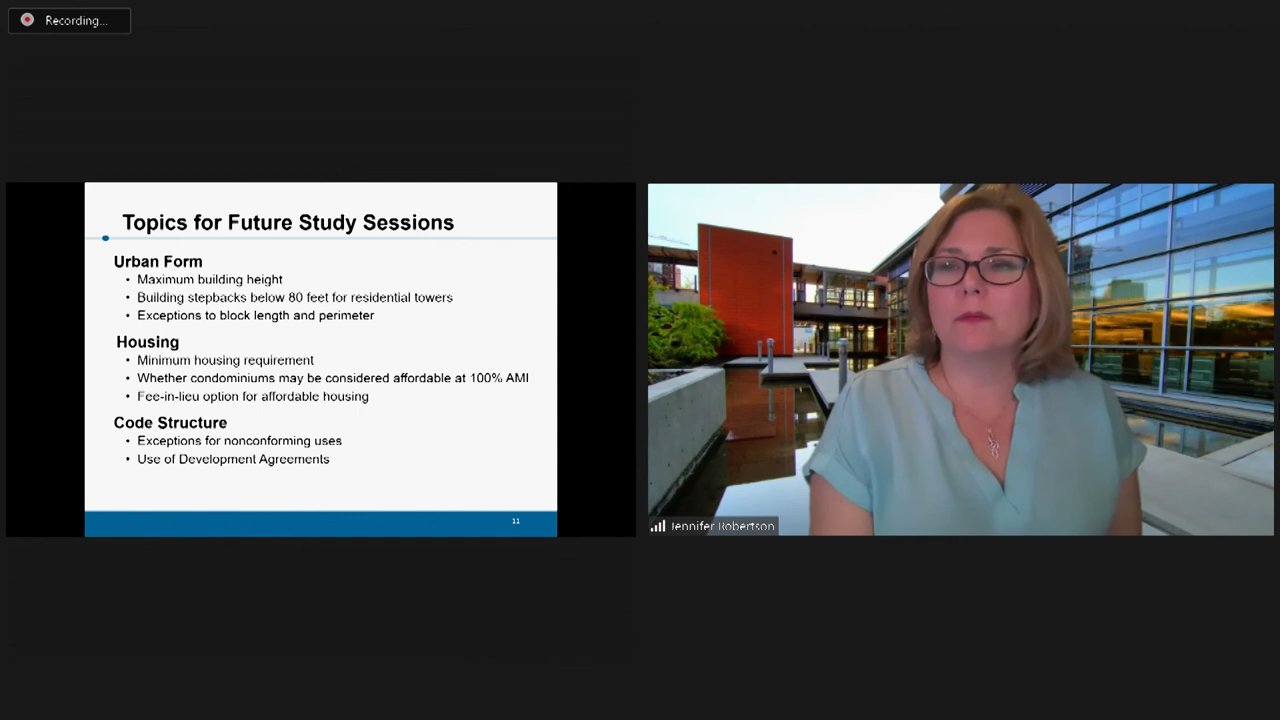 Recording...
Topics for Future Study Sessions
Urban Form
• Maximum building height
• Building stepbacks below 80 feet for residential towers
• Exceptions to block length and perimeter
Housing
• Minimum housing requirement
• Whether condominiums may be considered affordable at 100% AMI
• Fee-in-lieu option for affordable housing
Code Structure
• Exceptions for nonconforming uses
• Use of Development Agreements
11
Jennifer Robertson